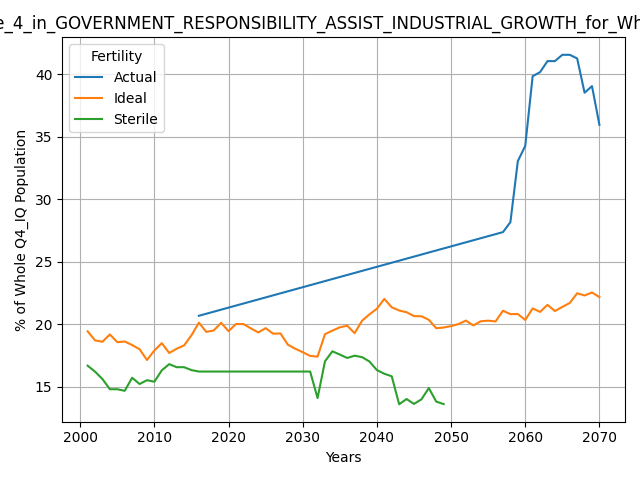 e_4_in_GOVERNMENT_RESPONSIBILITY_ASSIST_INDUSTRIAL_GROWTH_for_Wh
Fertility
Actual
Ideal
Sterile
% of Whole Q4_IQ Population
40
35
30
25
20
15
2000 2010 2020 2030 2040 2050 2060 2070
Years